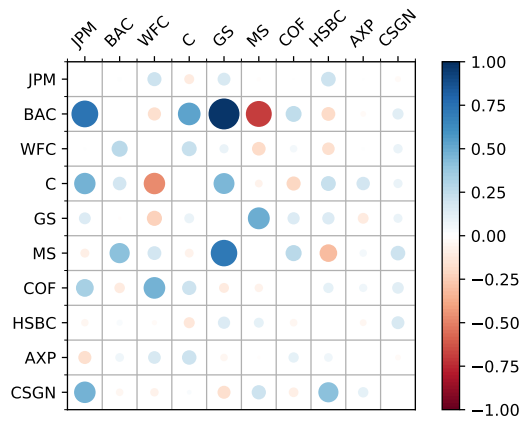 JPM BAC WFC C GS MS COF HSBC AXP CSGN
JPM
BAC
WFC
C
GS
MS
COF
HSBC
AXP
CSGN
1.00
0.75
0.50
0.25
0.00
−0.25
−0.50
−0.75
−1.00